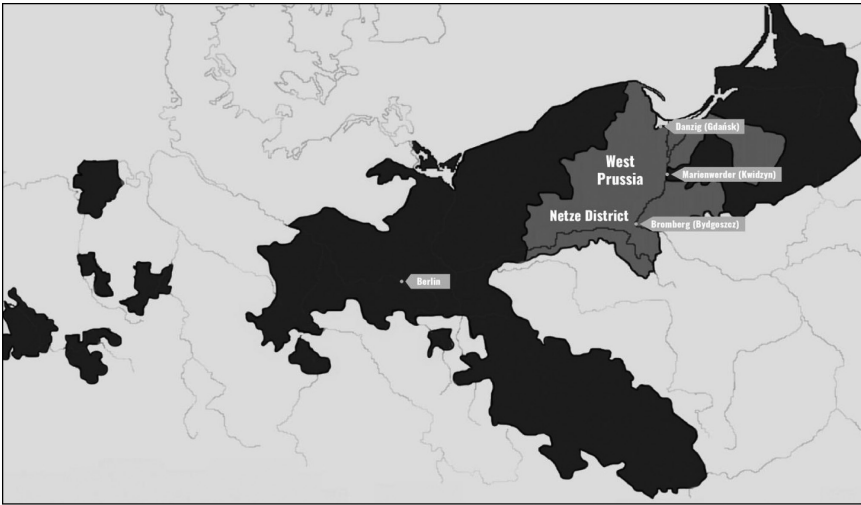 Danzig (Gdańsk)
West
Prussia
Marienwerder (Kwidzyn)
Netze District
Bromberg (Bydgoszcz)
Berlin